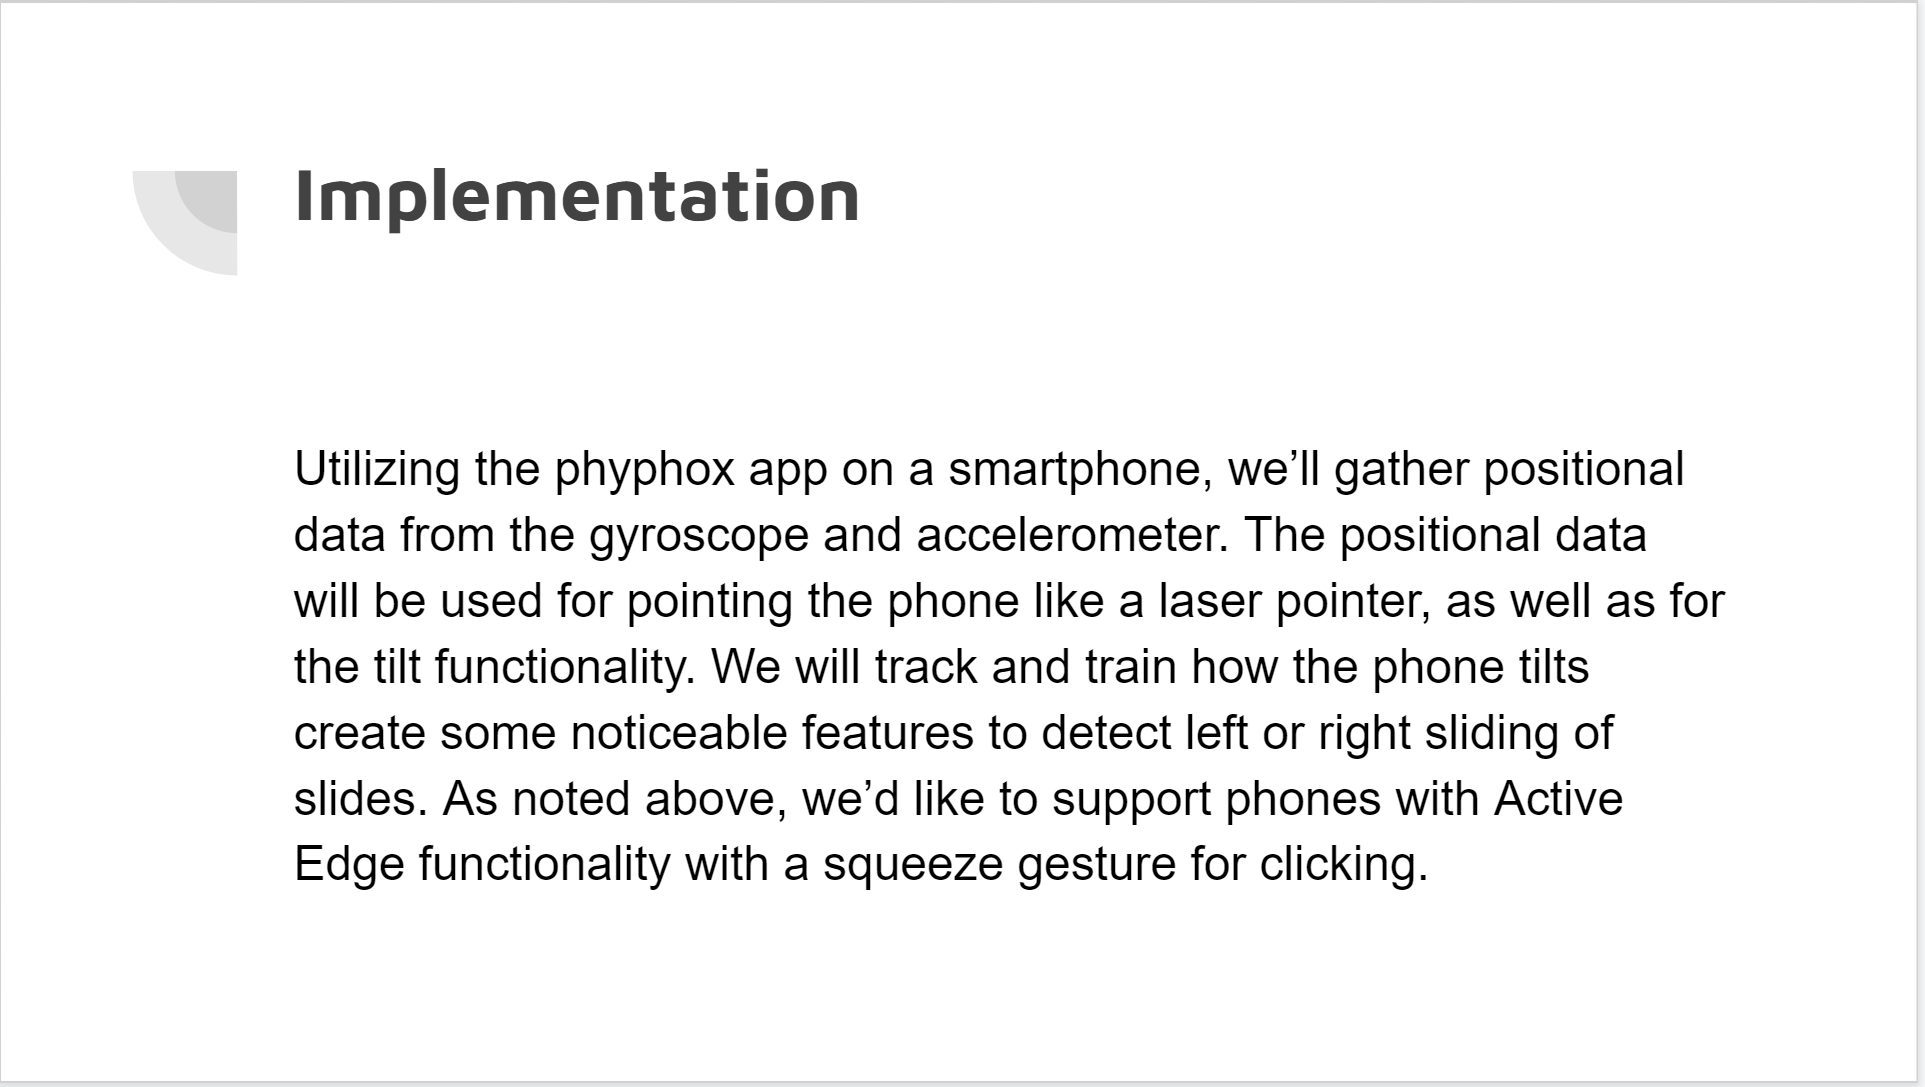 Implementation
Utilizing the phyphox app on a smartphone, we’ll gather positional
data from the gyroscope and accelerometer. The positional data
will be used for pointing the phone like a laser pointer, as well as for
the tilt functionality. We will track and train how the phone tilts
create some noticeable features to detect left or right sliding of
slides. As noted above, we’d like to support phones with Active
Edge functionality with a squeeze gesture for clicking.